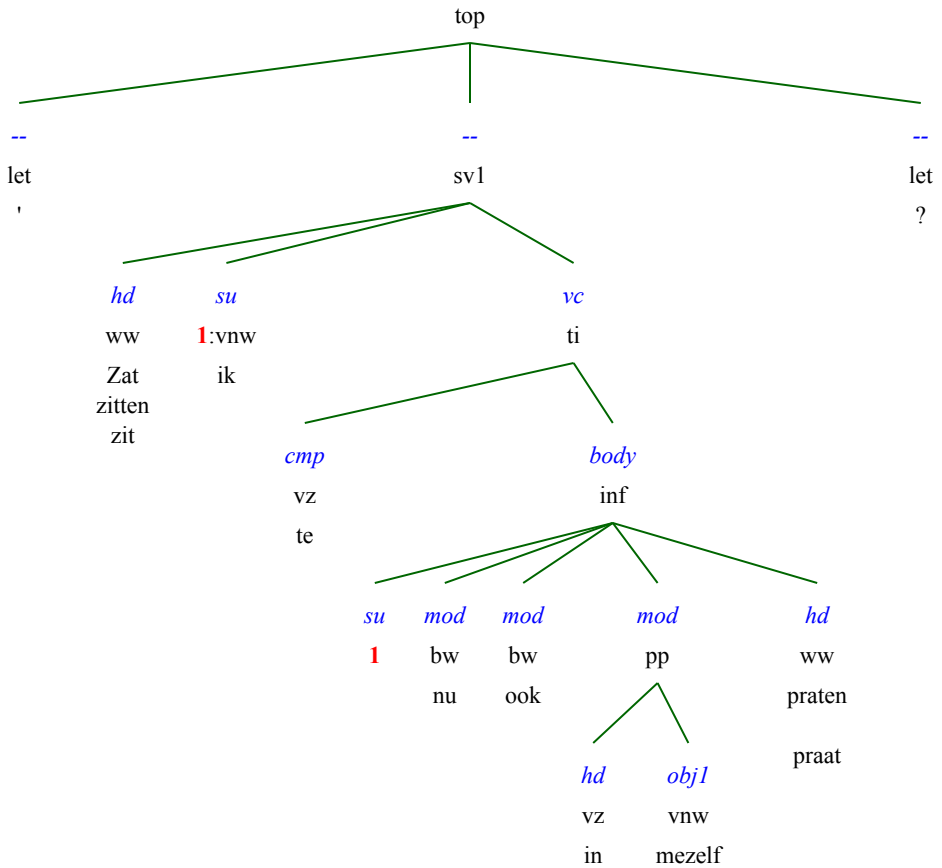 top
-- -- --
let sv1 let
' ?
hd su vc
ww 1:vnw ti
Zat ik
zitten
zit
cmp body
vz inf
te
su mod mod mod hd
1 bw bw pp ww
nu ook praten
praat
hd obj1
vz vnw
in mezelf